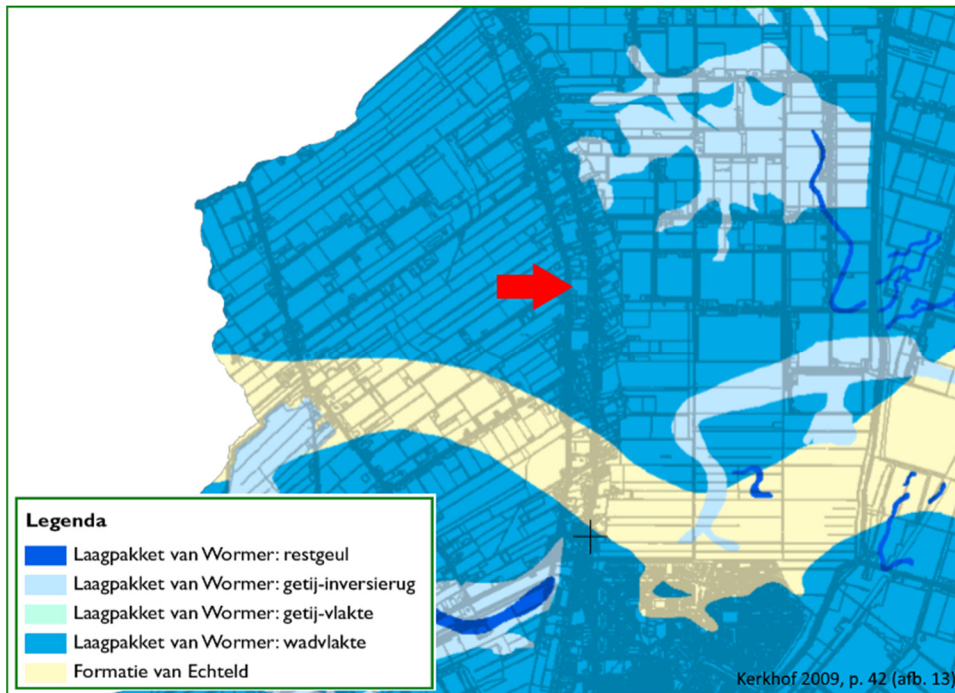 Legenda
Laagpakket van Wormer: restgeul
Laagpakket van Wormer: getij-inversierug
Laagpakket van Wormer: getij-vlakte
Laagpakket van Wormer: wadvlakte
Formatie van Echteld
Kerkhof 2009, p. 42 (afb. 13)